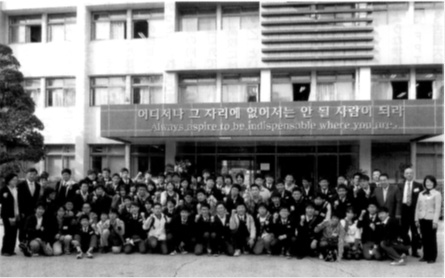 어디서나 그 자리에 없어서는 안 될 사람이 되라
Always aspire to be indispensable where you are.